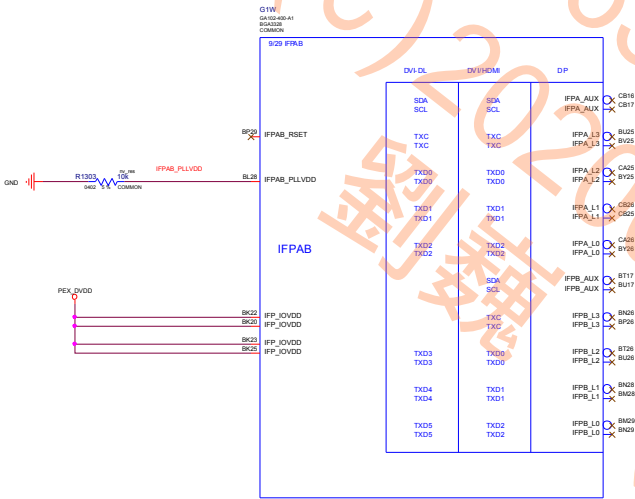 G1W
GA102-400-A1
BGA3328
COMMON
9/29 IFPAB
DVI-DL DVI/HDMI DP
SDA SDA IFPA_AUX CB16
SCL SCL IFPA_AUX CB17
BP29 IFPAB_RSET
TXC TXC IFPA_L3 BU25
TXC TXC IFPA_L3 BV25
IFPAB_PLLVDD
GND R1303 10k nv_res
0402 5 % COMMON
BL28 IFPAB_PLLVDD
TXD0 TXD0 IFPA_L2 CA25
TXD0 TXD0 IFPA_L2 BY25
TXD1 TXD1 IFPA_L1 CB26
TXD1 TXD1 IFPA_L1 CB25
IFPAB
TXD2 TXD2 IFPA_L0 CA26
TXD2 TXD2 IFPA_L0 BY26
SDA IFPB_AUX BT17
SCL IFPB_AUX BU17
PEX_DVDD
BK22 IFP_IOVDD
BK20 IFP_IOVDD
BK23 IFP_IOVDD
BK25 IFP_IOVDD
TXC IFPB_L3 BN26
TXC IFPB_L3 BP26
TXD3 TXD0 IFPB_L2 BT26
TXD3 TXD0 IFPB_L2 BU26
TXD4 TXD1 IFPB_L1 BN28
TXD4 TXD1 IFPB_L1 BM28
TXD5 TXD2 IFPB_L0 BM29
TXD5 TXD2 IFPB_L0 BN29
劉巍